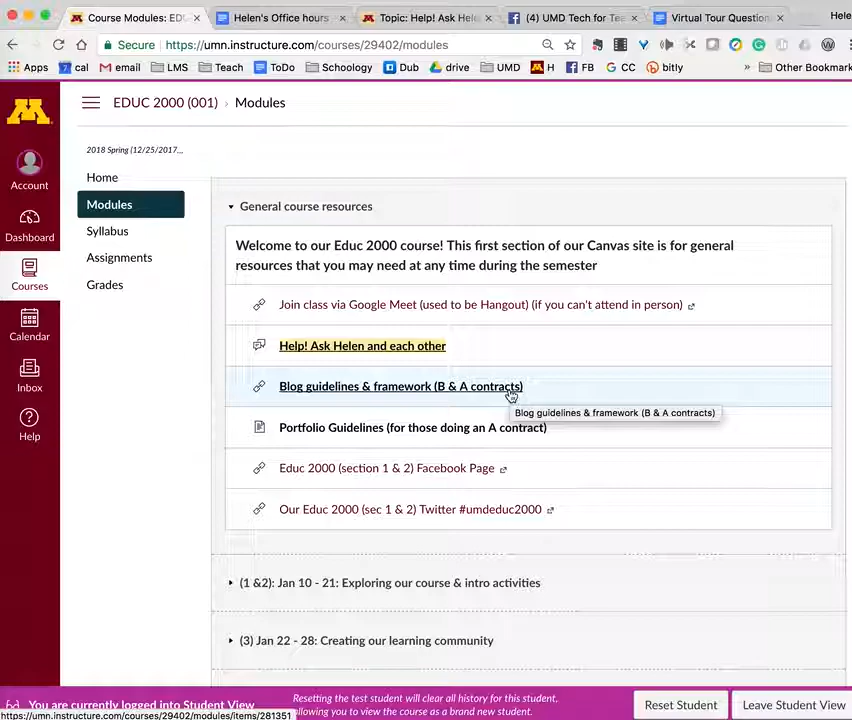 Course Modules: EDU
Helen's Office hours
Topic: Help! Ask Hele
(4) UMD Tech for Tea
Virtual Tour Question
Hele
Secure
https://umn.instructure.com/courses/29402/modules
Apps
cal
email
LMS
Teach
ToDo
Schoology
Dub
drive
UMD
H
FB
CC
bitly
»
Other Bookmark
EDUC 2000 (001) › Modules
2018 Spring (12/25/2017...
Account
Dashboard
Courses
Calendar
Inbox
Help
Home
Modules
Syllabus
Assignments
Grades
General course resources
Welcome to our Educ 2000 course! This first section of our Canvas site is for general
resources that you may need at any time during the semester
Join class via Google Meet (used to be Hangout) (if you can't attend in person)
Help! Ask Helen and each other
Blog guidelines & framework (B & A contracts)
Blog guidelines & framework (B & A contracts)
Portfolio Guidelines (for those doing an A contract)
Educ 2000 (section 1 & 2) Facebook Page
Our Educ 2000 (sec 1 & 2) Twitter #umdeduc2000
(1 &2): Jan 10 - 21: Exploring our course & intro activities
(3) Jan 22 - 28: Creating our learning community
You are currently logged into Student View
Resetting the test student will clear all history for this student,
allowing you to view the course as a brand new student.
Reset Student
Leave Student View
https://umn.instructure.com/courses/29402/modules/items/281351